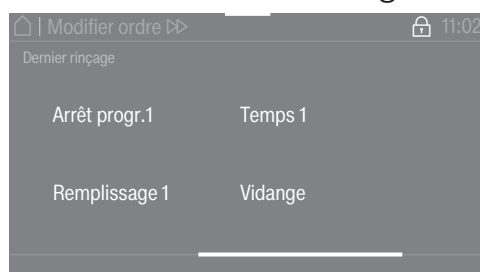 | Modifier ordre 11:02
Dernier rinçage
Arrêt progr.1 Temps 1
Remplissage 1 Vidange